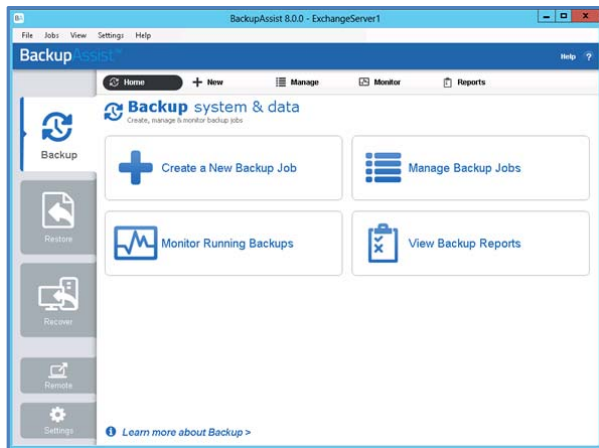 BA BackupAssist 8.0.0 - ExchangeServer1
File Jobs View Settings Help
BackupAssist™ Help ?
Home New Manage Monitor Reports
Backup system & data
Create, manage & monitor backup jobs
Backup
Create a New Backup Job Manage Backup Jobs
Restore
Monitor Running Backups View Backup Reports
Recover
Remote
Settings
Learn more about Backup >